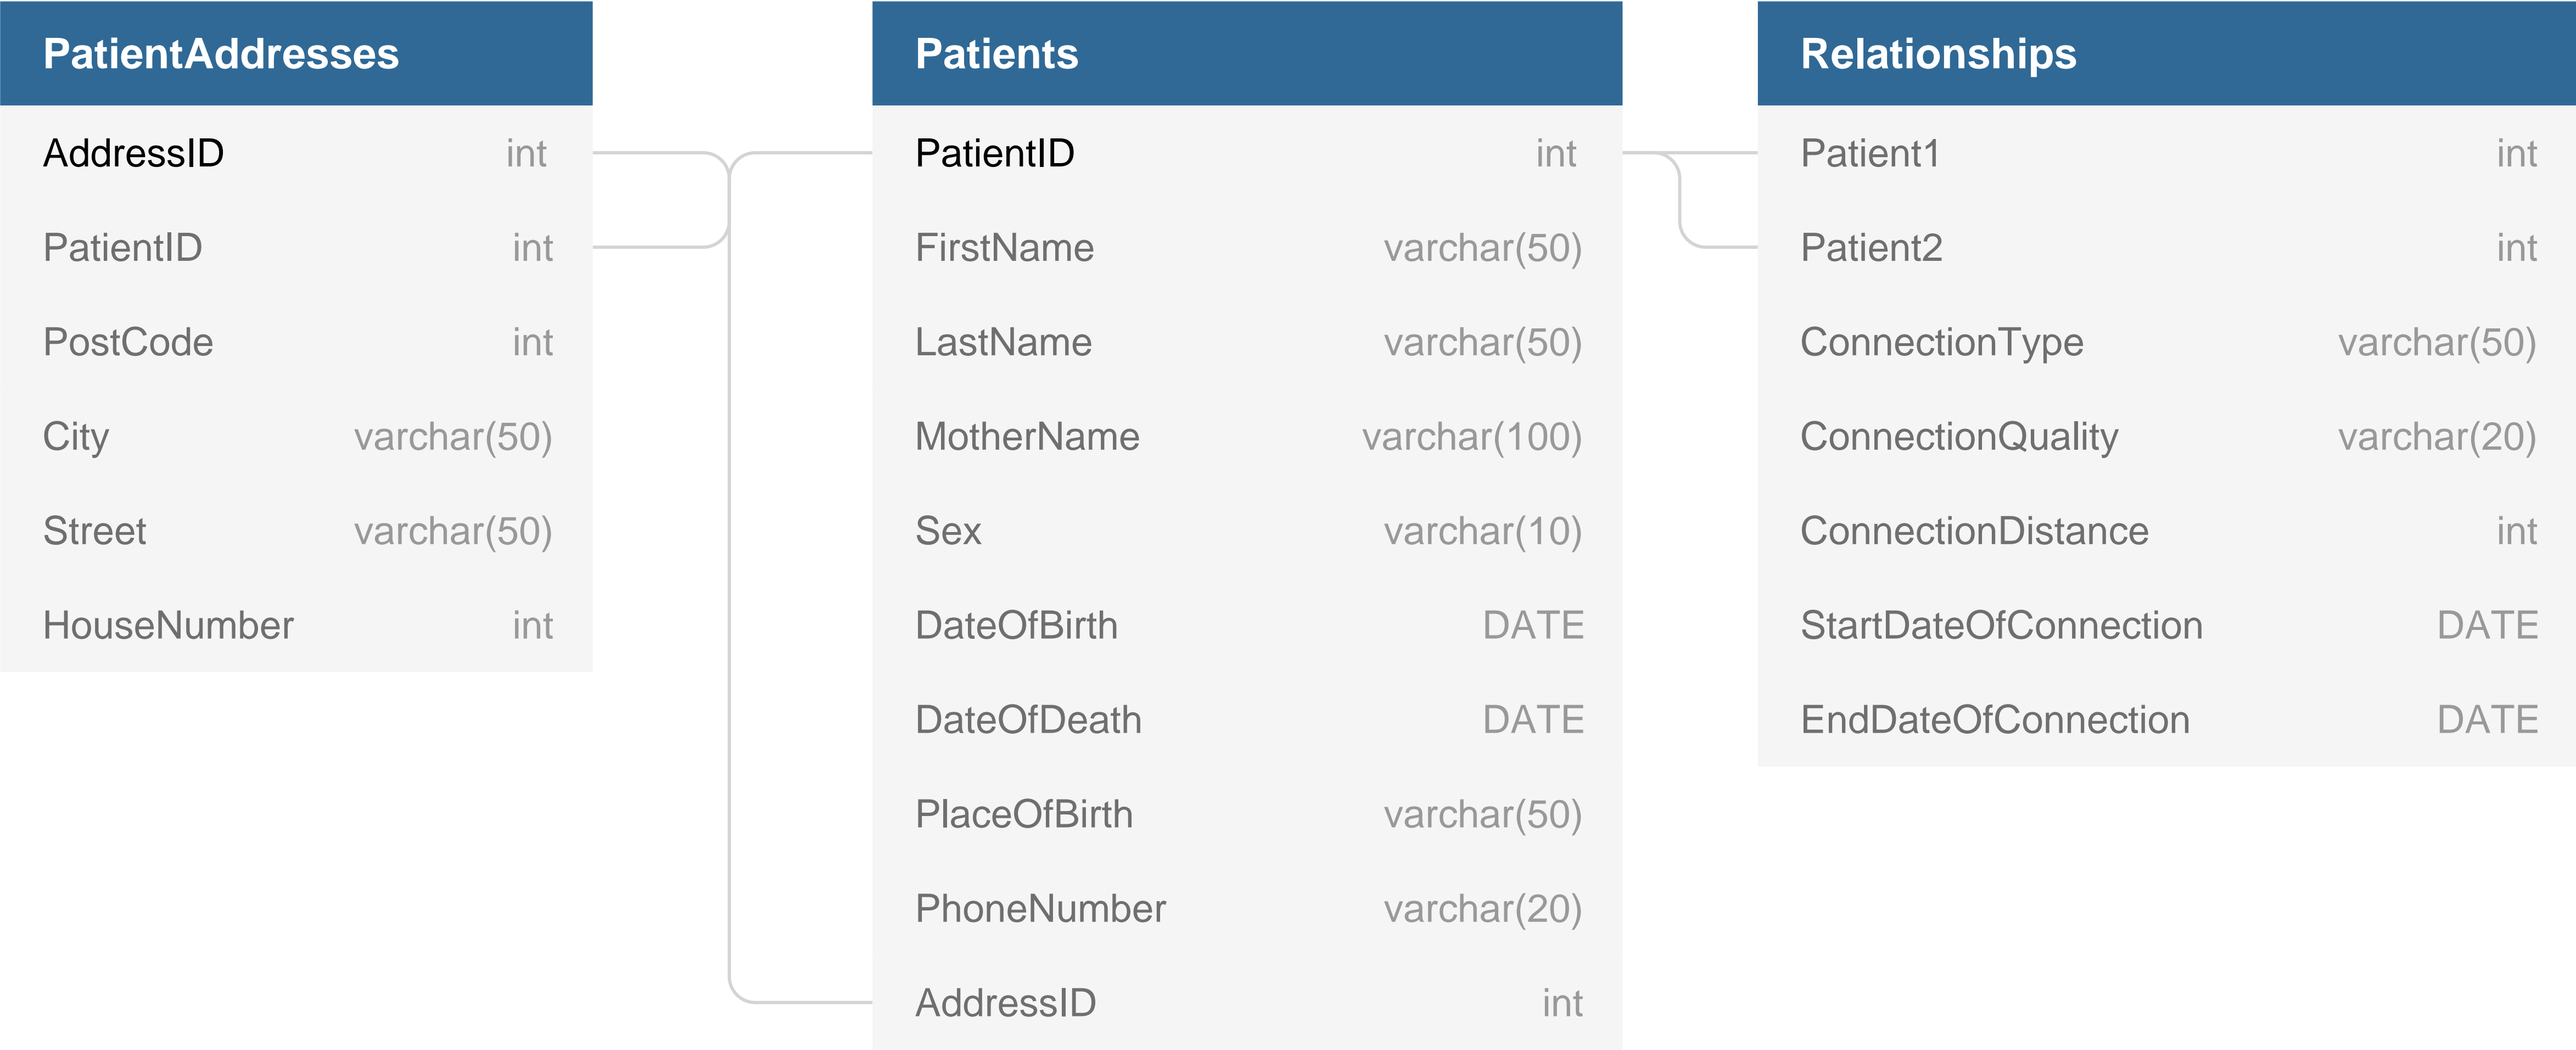 PatientAddresses
AddressID int
PatientID int
PostCode int
City varchar(50)
Street varchar(50)
HouseNumber int
Patients
PatientID int
FirstName varchar(50)
LastName varchar(50)
MotherName varchar(100)
Sex varchar(10)
DateOfBirth DATE
DateOfDeath DATE
PlaceOfBirth varchar(50)
PhoneNumber varchar(20)
AddressID int
Relationships
Patient1 int
Patient2 int
ConnectionType varchar(50)
ConnectionQuality varchar(20)
ConnectionDistance int
StartDateOfConnection DATE
EndDateOfConnection DATE